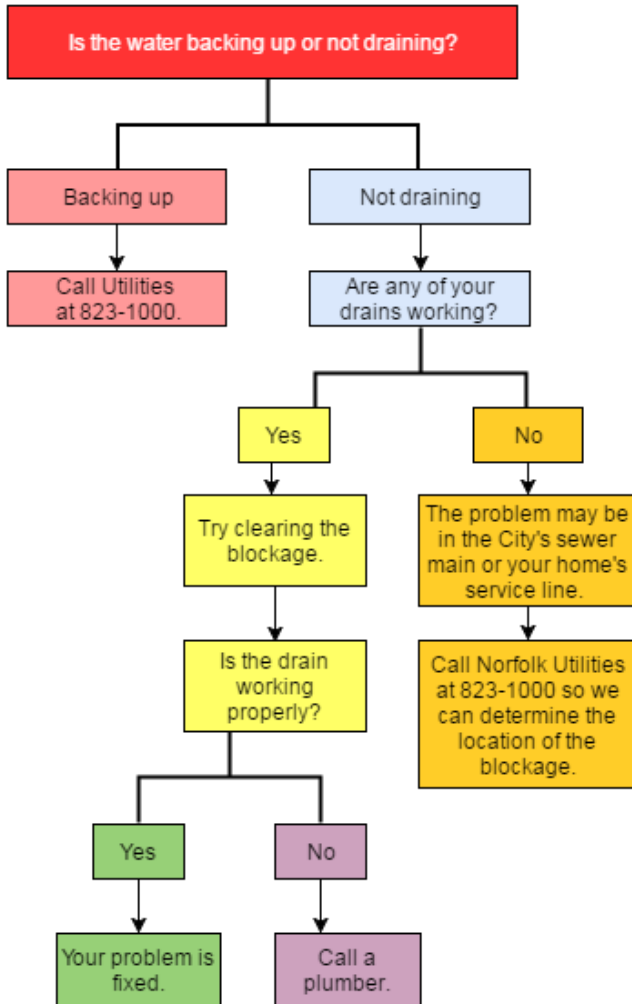 Is the water backing up or not draining?
Backing up
Not draining
Call Utilities
at 823-1000.
Are any of your
drains working?
Yes
No
Try clearing the
blockage.
The problem may be
in the City's sewer
main or your home's
service line.
Is the drain
working
properly?
Call Norfolk Utilities
at 823-1000 so we
can determine the
location of the
blockage.
Yes
No
Your problem is
fixed.
Call a
plumber.